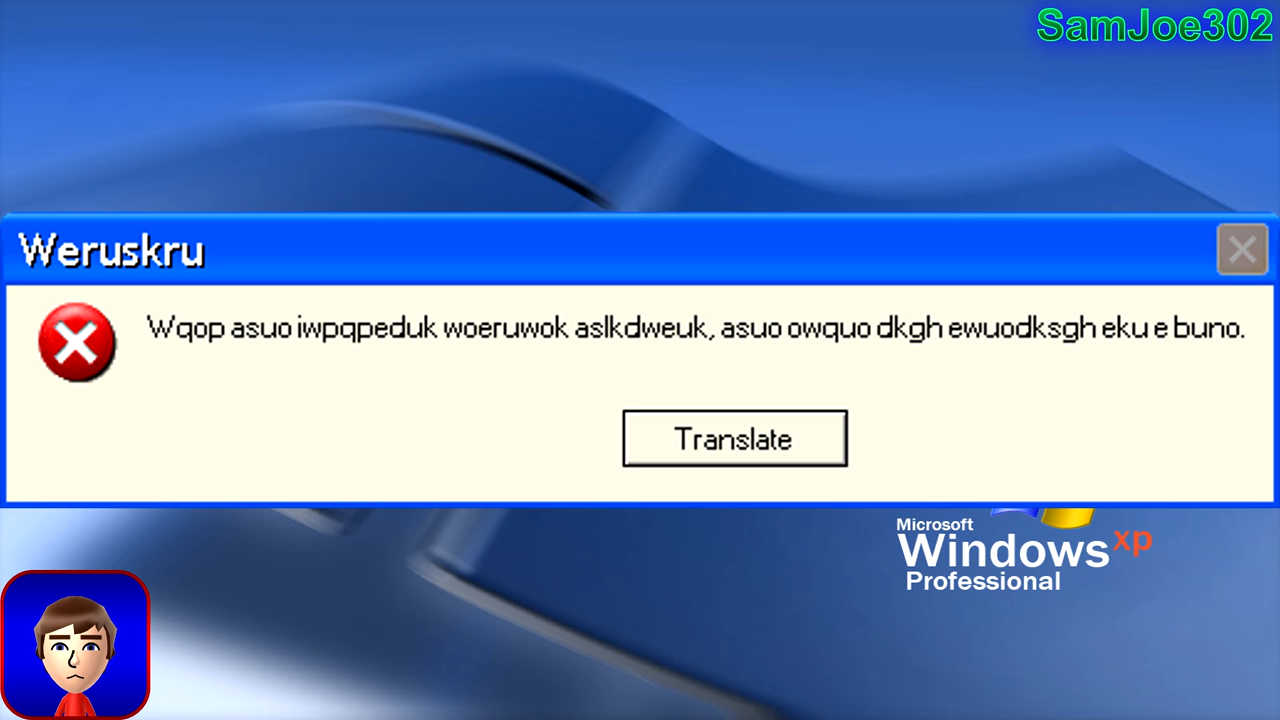 SamJoe302
Weruskru
Wqop asuo iwpqpeduk woeruwok aslkdweuk, asuo owquo dkgh ewuodksgh eku e buno.
Translate
Microsoft
Windows xp
Professional